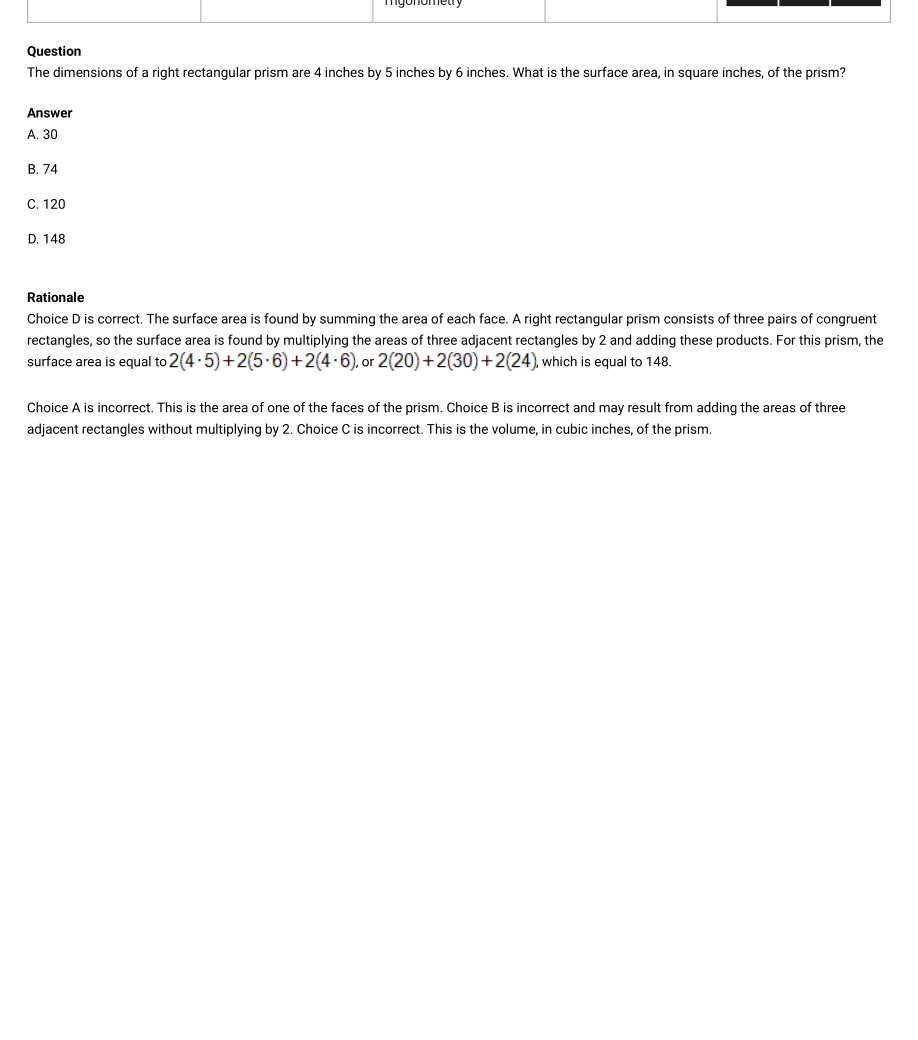 Trigonometry
Question
The dimensions of a right rectangular prism are 4 inches by 5 inches by 6 inches. What is the surface area, in square inches, of the prism?
Answer
A. 30
B. 74
C. 120
D. 148
Rationale
Choice D is correct. The surface area is found by summing the area of each face. A right rectangular prism consists of three pairs of congruent
rectangles, so the surface area is found by multiplying the areas of three adjacent rectangles by 2 and adding these products. For this prism, the
surface area is equal to 2(4·5)+2(5·6)+2(4·6), or 2(20)+2(30)+2(24), which is equal to 148.
Choice A is incorrect. This is the area of one of the faces of the prism. Choice B is incorrect and may result from adding the areas of three
adjacent rectangles without multiplying by 2. Choice C is incorrect. This is the volume, in cubic inches, of the prism.